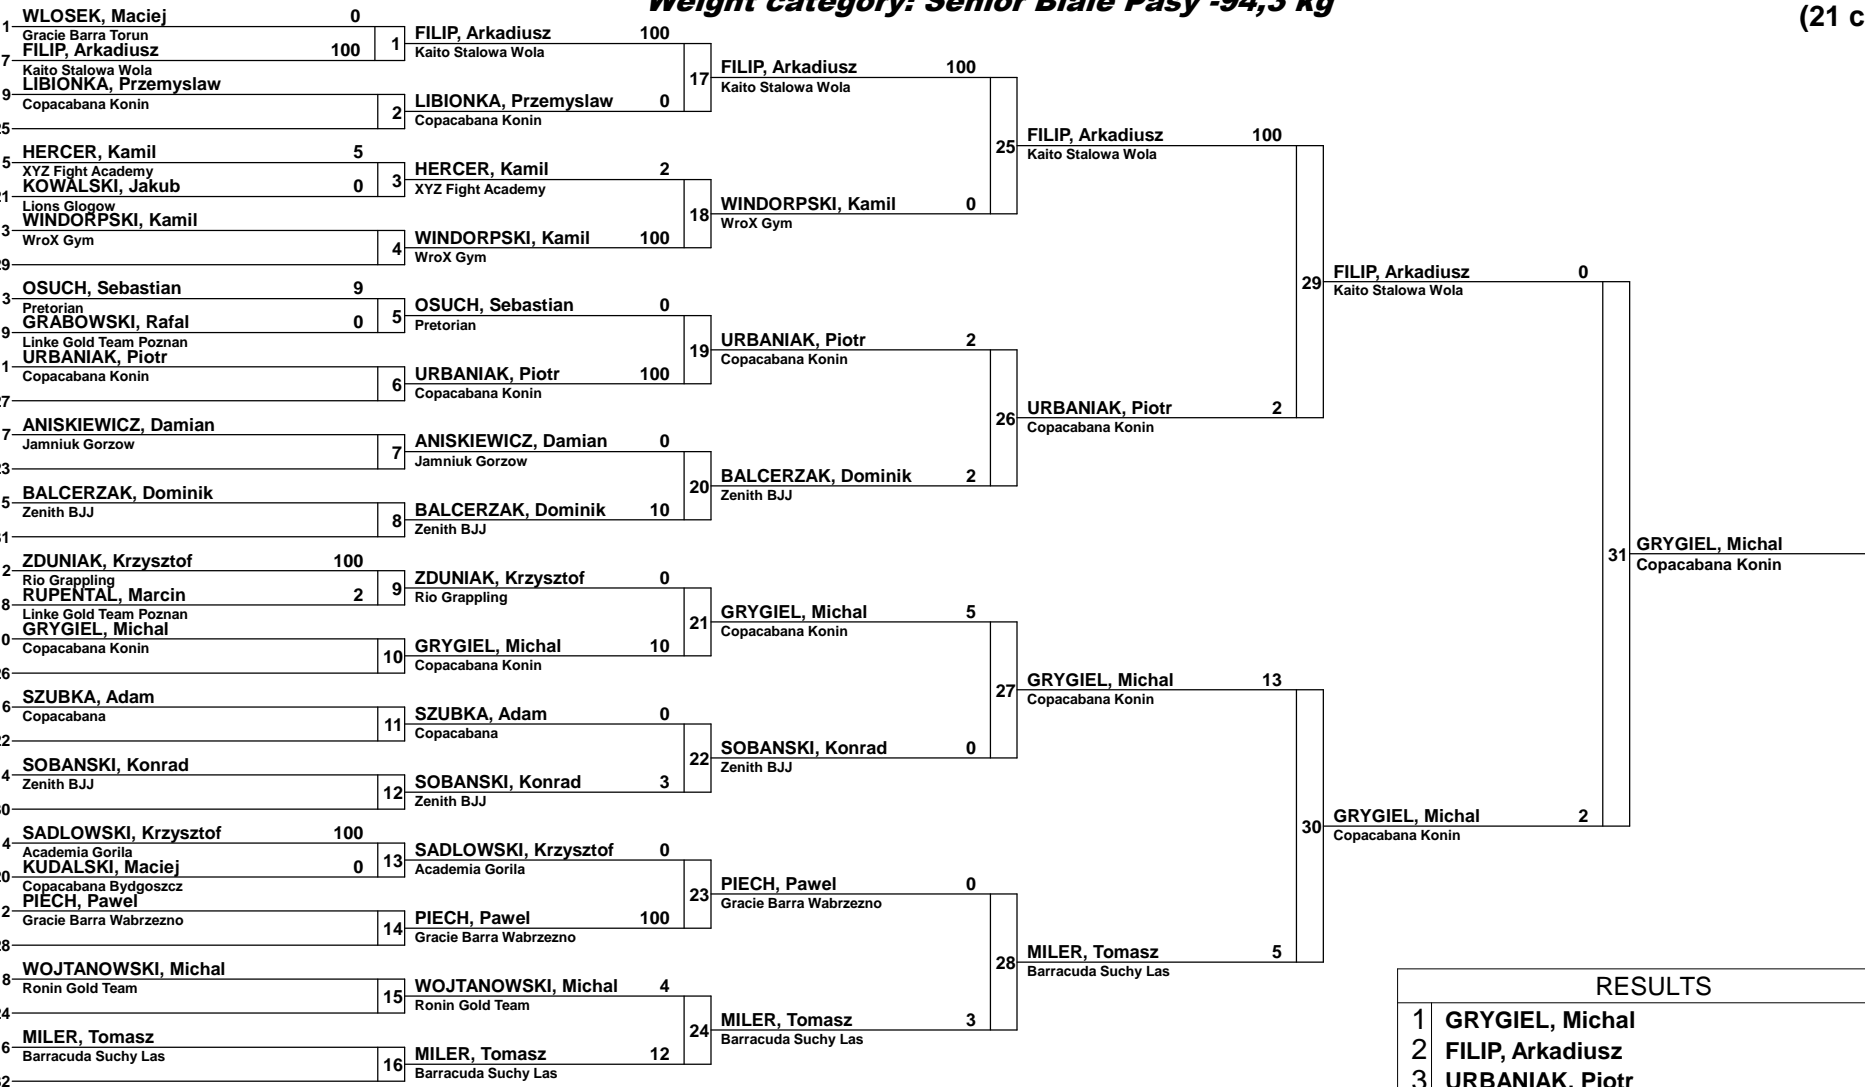 Weight category: Senior Biale Pasy -94,3 kg
(21 c
WLOSEK, Maciej 0
Gracie Barra Torun
FILIP, Arkadiusz 100
Kaito Stalowa Wola
LIBIONKA, Przemyslaw
Copacabana Konin
HERCER, Kamil 5
XYZ Fight Academy
KOWALSKI, Jakub 0
Lions Glogow
WINDORPSKI, Kamil
WroX Gym
OSUCH, Sebastian 9
Pretorian
GRABOWSKI, Rafal 0
Linke Gold Team Poznan
URBANIAK, Piotr
Copacabana Konin
ANISKIEWICZ, Damian
Jamniuk Gorzow
BALCERZAK, Dominik
Zenith BJJ
ZDUNIAK, Krzysztof 100
Rio Grappling
RUPENTAL, Marcin 2
Linke Gold Team Poznan
GRYGIEL, Michal
Copacabana Konin
SZUBKA, Adam
Copacabana
SOBANSKI, Konrad
Zenith BJJ
SADLOWSKI, Krzysztof 100
Academia Gorila
KUDALSKI, Maciej 0
Copacabana Bydgoszcz
PIECH, Pawel
Gracie Barra Wabrzezno
WOJTANOWSKI, Michal
Ronin Gold Team
MILER, Tomasz
Barracuda Suchy Las
1 FILIP, Arkadiusz 100
Kaito Stalowa Wola
2 LIBIONKA, Przemyslaw 0
Copacabana Konin
3 HERCER, Kamil 2
XYZ Fight Academy
4 WINDORPSKI, Kamil 100
WroX Gym
5 OSUCH, Sebastian 0
Pretorian
6 URBANIAK, Piotr 100
Copacabana Konin
7 ANISKIEWICZ, Damian 0
Jamniuk Gorzow
8 BALCERZAK, Dominik 10
Zenith BJJ
9 ZDUNIAK, Krzysztof 0
Rio Grappling
10 GRYGIEL, Michal 10
Copacabana Konin
11 SZUBKA, Adam 0
Copacabana
12 SOBANSKI, Konrad 3
Zenith BJJ
13 SADLOWSKI, Krzysztof 0
Academia Gorila
14 PIECH, Pawel 100
Gracie Barra Wabrzezno
15 WOJTANOWSKI, Michal 4
Ronin Gold Team
16 MILER, Tomasz 12
Barracuda Suchy Las
17 FILIP, Arkadiusz 100
Kaito Stalowa Wola
18 WINDORPSKI, Kamil 0
WroX Gym
19 URBANIAK, Piotr 2
Copacabana Konin
20 BALCERZAK, Dominik 2
Zenith BJJ
21 GRYGIEL, Michal 5
Copacabana Konin
22 SOBANSKI, Konrad 0
Zenith BJJ
23 PIECH, Pawel 0
Gracie Barra Wabrzezno
24 MILER, Tomasz 3
Barracuda Suchy Las
25 FILIP, Arkadiusz 100
Kaito Stalowa Wola
26 URBANIAK, Piotr 2
Copacabana Konin
27 GRYGIEL, Michal 13
Copacabana Konin
28 MILER, Tomasz 5
Barracuda Suchy Las
29 FILIP, Arkadiusz 0
Kaito Stalowa Wola
30 GRYGIEL, Michal 2
Copacabana Konin
31 GRYGIEL, Michal
Copacabana Konin
RESULTS
1 GRYGIEL, Michal
2 FILIP, Arkadiusz
3 URBANIAK, Piotr